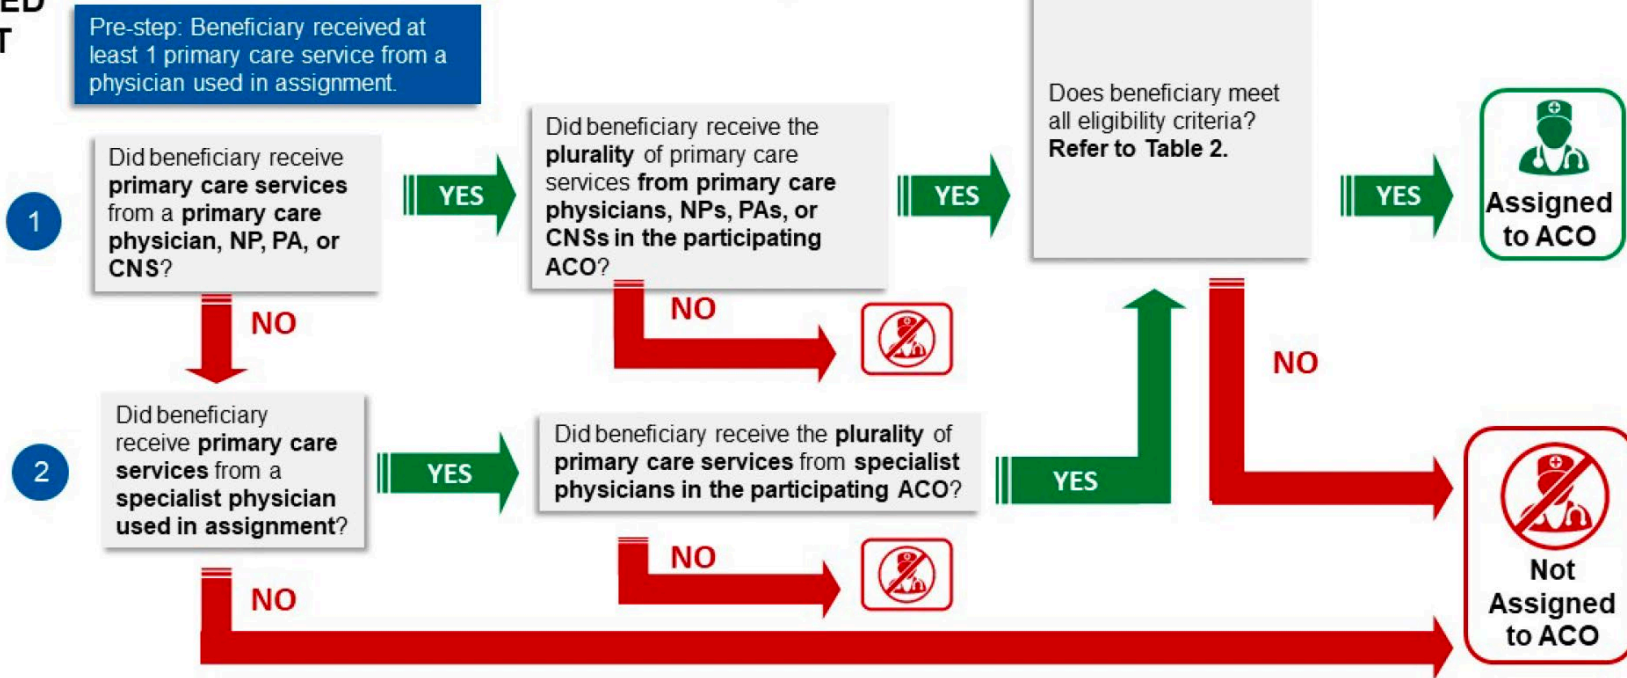 ED
T
Pre-step: Beneficiary received at
least 1 primary care service from a
physician used in assignment.
1
Did beneficiary receive
primary care services
from a primary care
physician, NP, PA, or
CNS?
YES
Did beneficiary receive the
plurality of primary care
services from primary care
physicians, NPs, PAs, or
CNSs in the participating
ACO?
YES
Does beneficiary meet
all eligibility criteria?
Refer to Table 2.
YES
Assigned
to ACO
NO
NO
NO
2
Did beneficiary
receive primary care
services from a
specialist physician
used in assignment?
YES
Did beneficiary receive the plurality of
primary care services from specialist
physicians in the participating ACO?
YES
NO
NO
Not
Assigned
to ACO